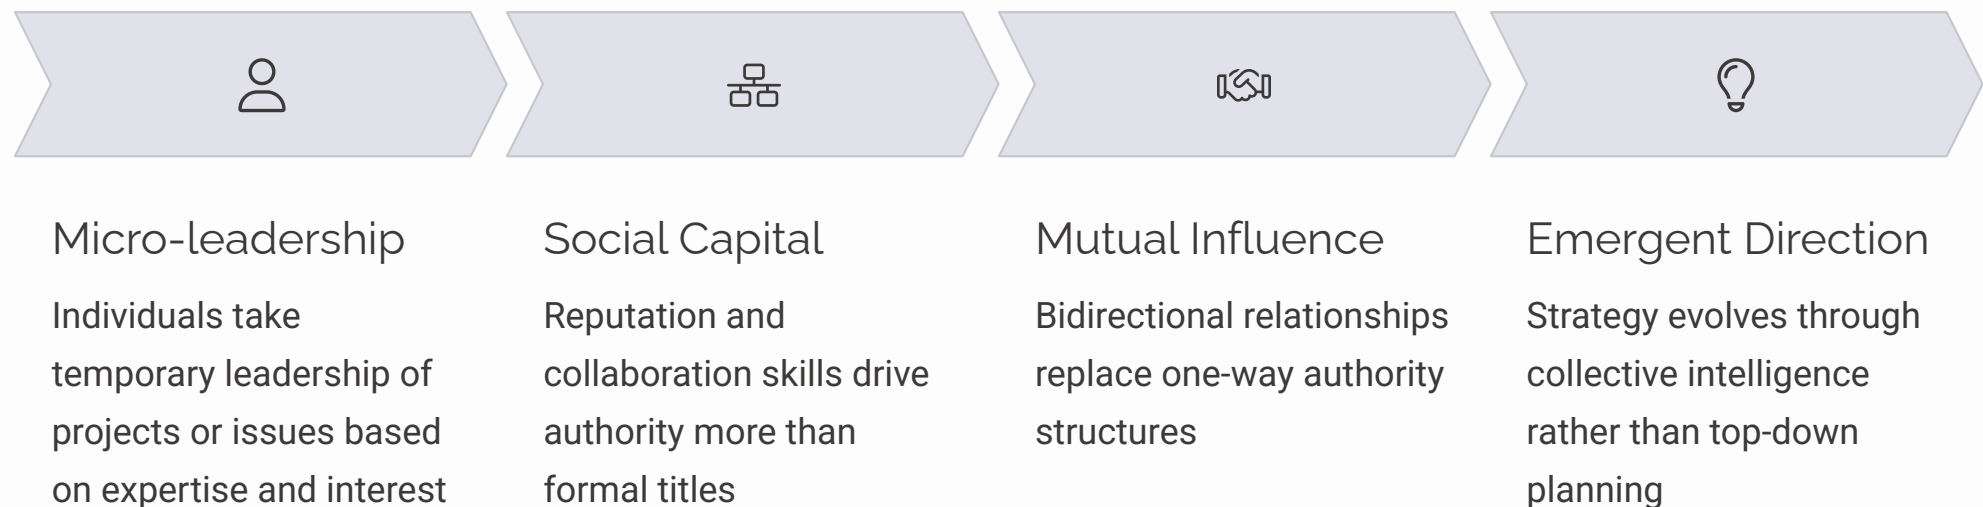 Micro-leadership
Individuals take
temporary leadership of
projects or issues based
on expertise and interest
Social Capital
Reputation and
collaboration skills drive
authority more than
formal titles
Mutual Influence
Bidirectional relationships
replace one-way authority
structures
Emergent Direction
Strategy evolves through
collective intelligence
rather than top-down
planning